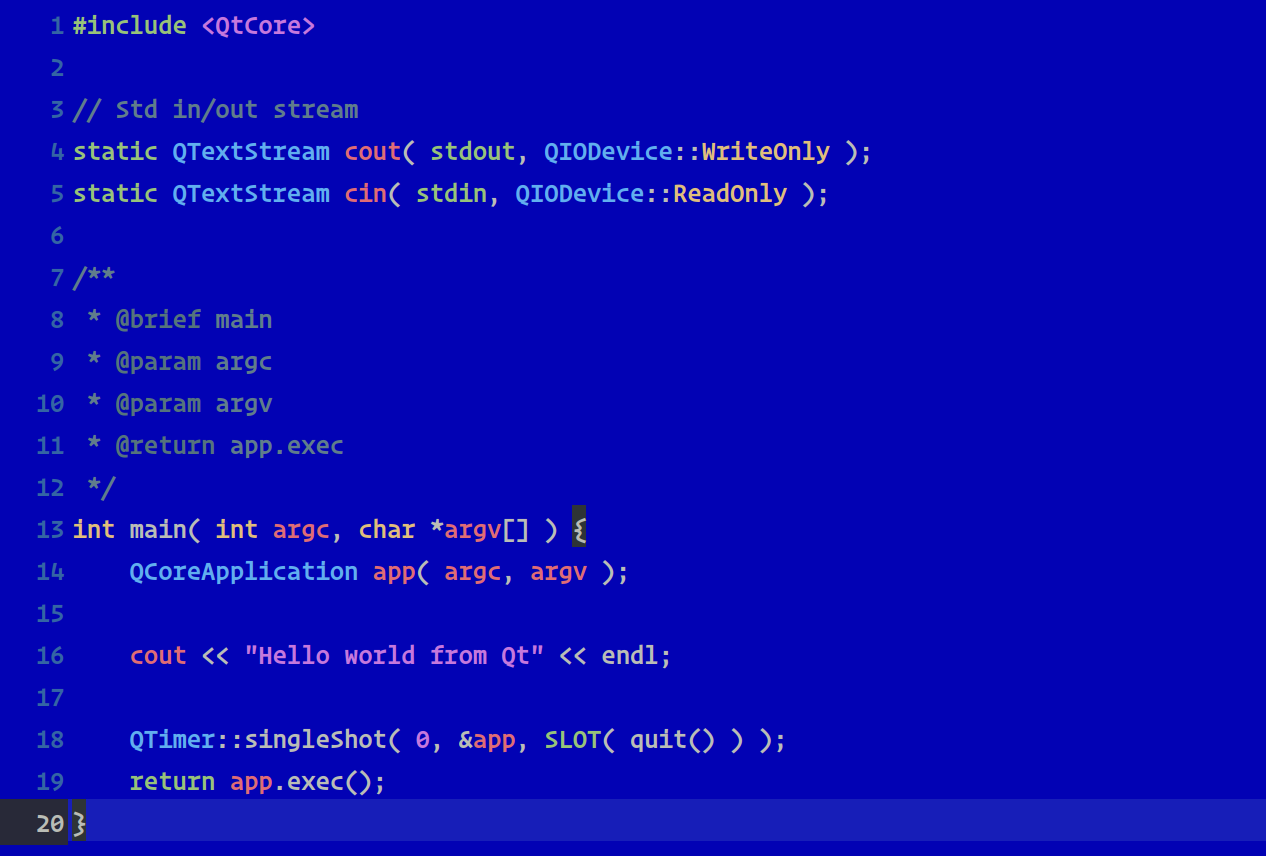 1 #include <QtCore>
2
3 // Std in/out stream
4 static QTextStream cout( stdout, QIODevice::WriteOnly );
5 static QTextStream cin( stdin, QIODevice::ReadOnly );
6
7 /**
8  * @brief main
9  * @param argc
10  * @param argv
11  * @return app.exec
12  */
13 int main( int argc, char *argv[] ) {
14     QCoreApplication app( argc, argv );
15
16     cout << "Hello world from Qt" << endl;
17
18     QTimer::singleShot( 0, &app, SLOT( quit() ) );
19     return app.exec();
20 }